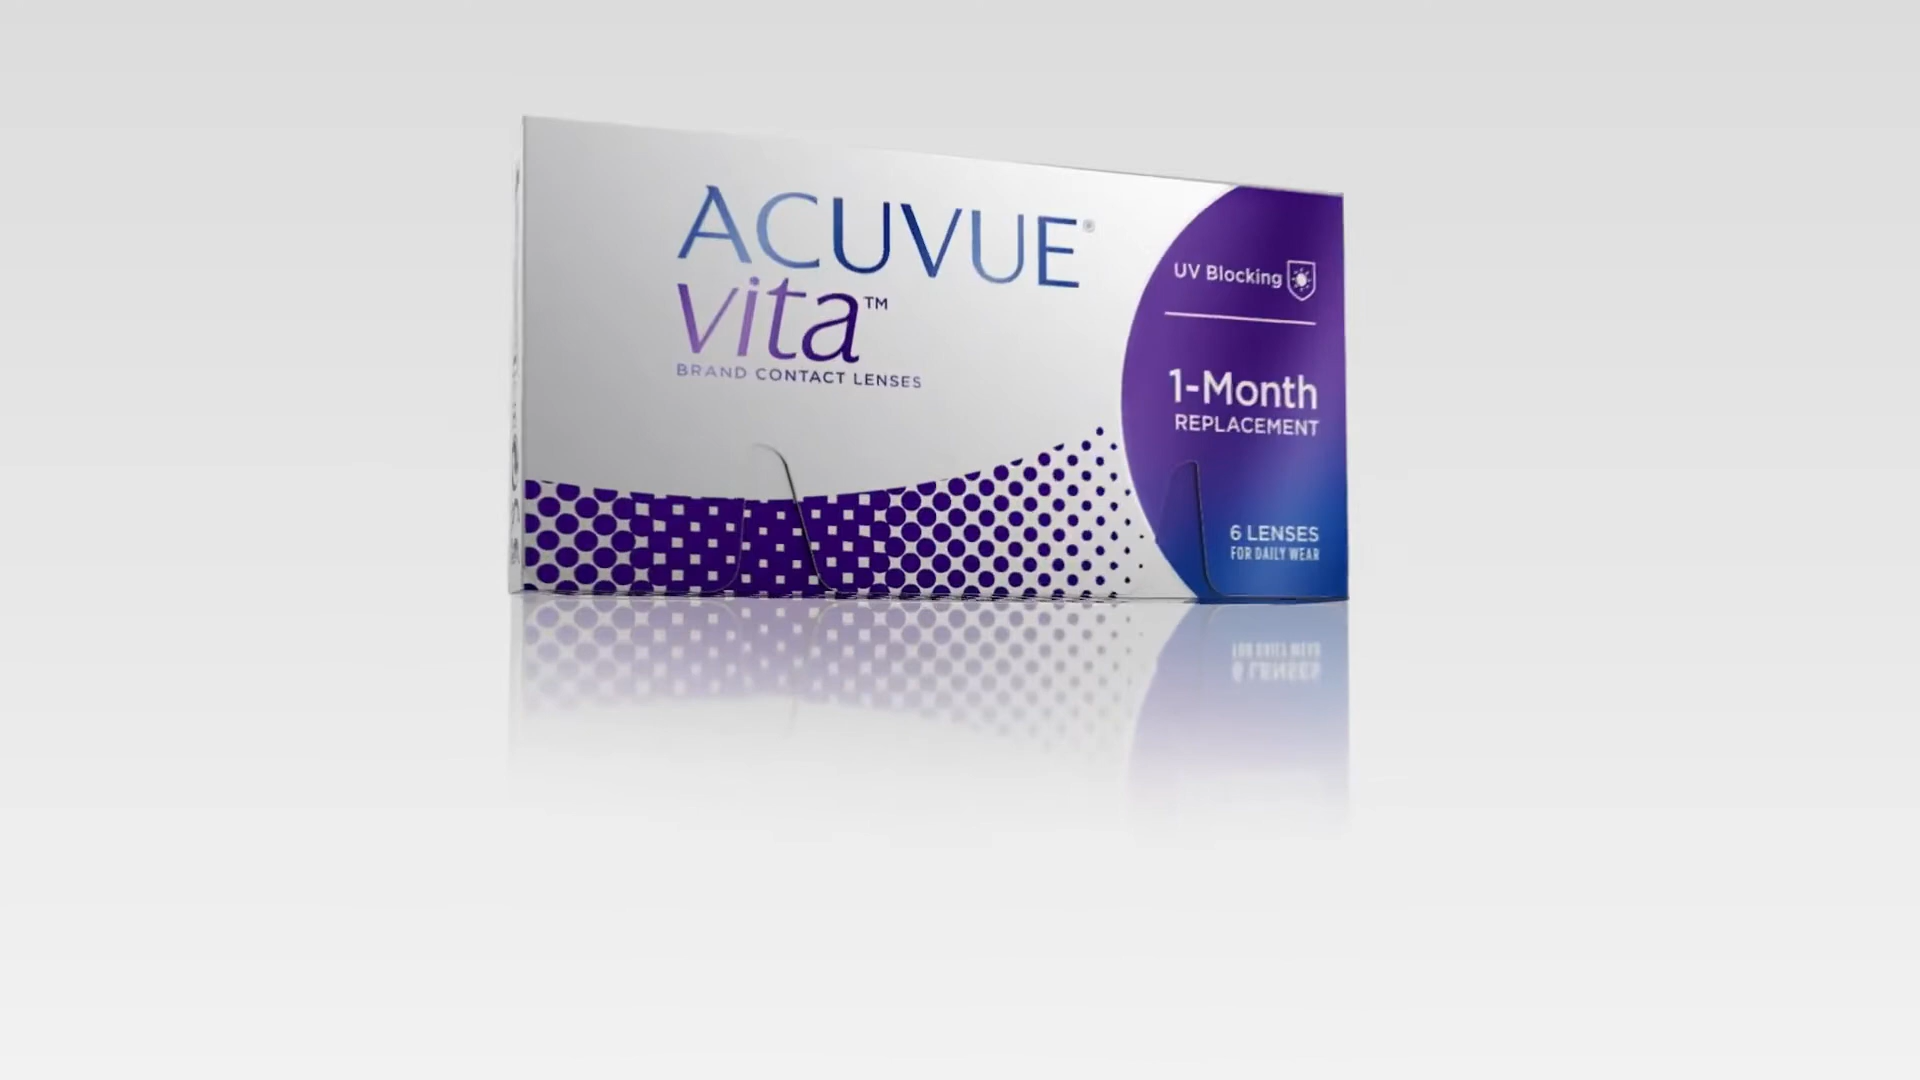 ACUVUE®
vita™
BRAND CONTACT LENSES
UV Blocking
1-Month
REPLACEMENT
6 LENSES
FOR DAILY WEAR